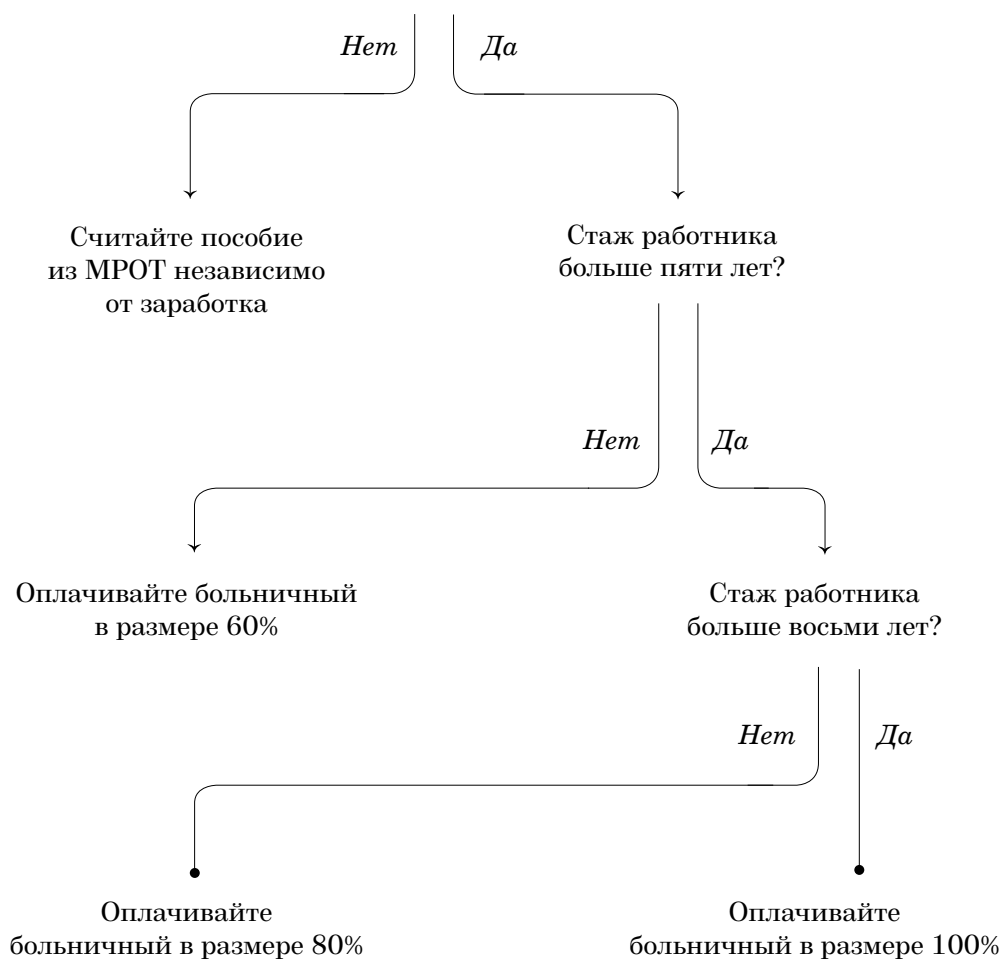 Нет
Да
Считайте пособие
из МРОТ независимо
от заработка
Стаж работника
больше пяти лет?
Нет
Да
Оплачивайте больничный
в размере 60%
Стаж работника
больше восьми лет?
Нет
Да
Оплачивайте
больничный в размере 80%
Оплачивайте
больничный в размере 100%